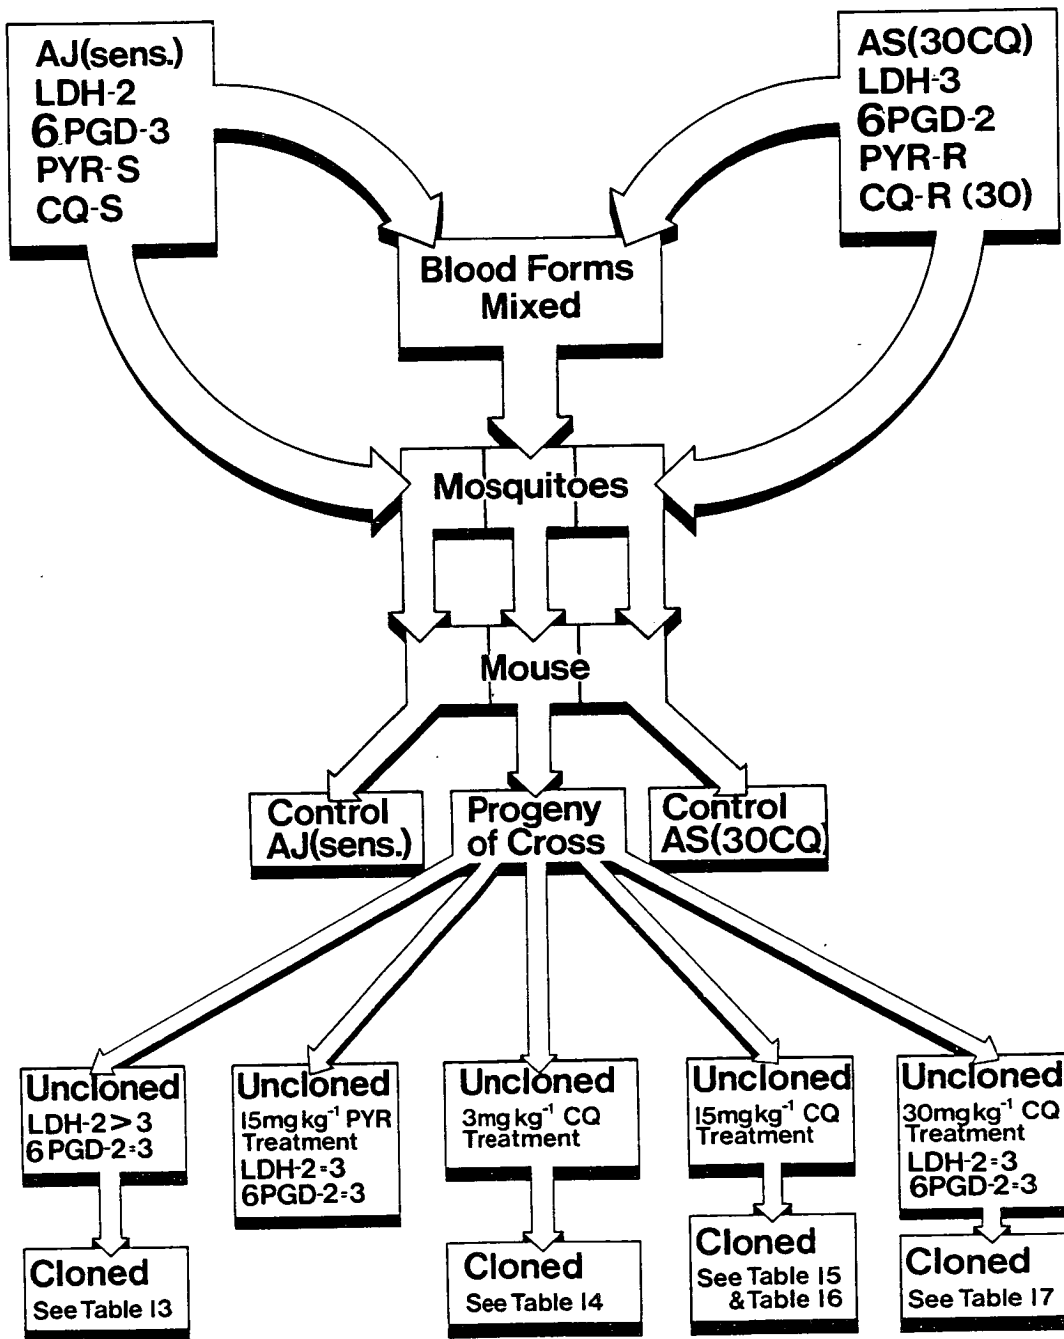 AJ(sens.)
LDH-2
6PGD-3
PYR-S
CQ-S
AS(30CQ)
LDH-3
6PGD-2
PYR-R
CQ-R (30)
Blood Forms
Mixed
Mosquitoes
Mouse
Control
AJ(sens.)
Progeny
of Cross
Control
AS(30CQ)
Uncloned
LDH-2 > 3
6PGD-2=3
Uncloned
15mg kg⁻¹ PYR
Treatment
LDH-2=3
6PGD-2=3
Uncloned
3mg kg⁻¹ CQ
Treatment
Uncloned
15mg kg⁻¹ CQ
Treatment
Uncloned
30mg kg⁻¹ CQ
Treatment
LDH-2=3
6PGD-2=3
Cloned
See Table 13
Cloned
See Table 14
Cloned
See Table 15
& Table 16
Cloned
See Table 17